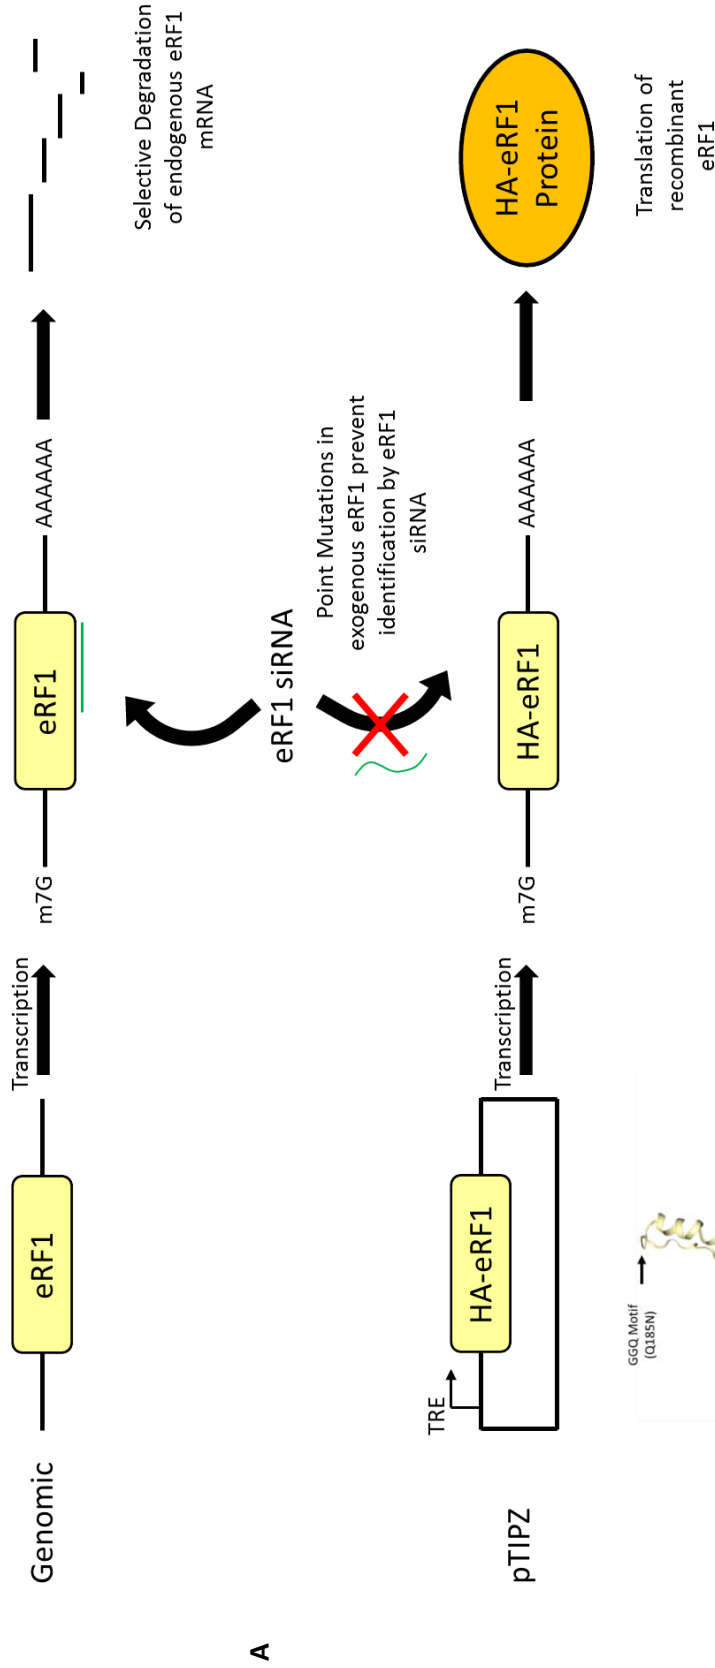 A
Genomic
eRF1
Transcription
m7G
eRF1
AAAAAAA
Selective Degradation
of endogenous eRF1
mRNA
eRF1 siRNA
Point Mutations in
exogenous eRF1 prevent
identification by eRF1
siRNA
pTIPZ
TRE
HA-eRF1
Transcription
m7G
HA-eRF1
AAAAAAA
HA-eRF1
Protein
Translation of
recombinant
eRF1
GGQ Motif
(Q185N)